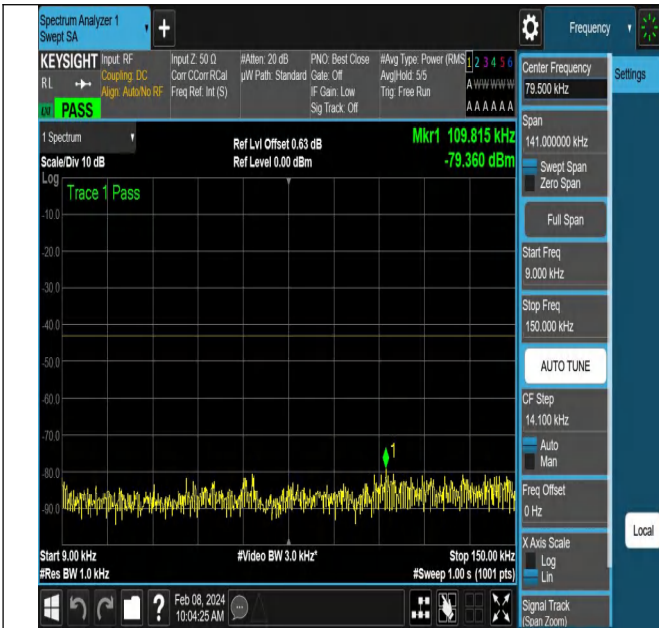 Spectrum Analyzer 1
Swept SA
Frequency
KEYSIGHT
R L
PASS
Input: RF
Coupling: DC
Align: Auto/No RF
Input Z: 50 Ω
Corr CCorr RCal
Freq Ref: Int (S)
#Atten: 20 dB
µW Path: Standard
PNO: Best Close
Gate: Off
IF Gain: Low
Sig Track: Off
#Avg Type: Power (RMS
Avg|Hold: 5/5
Trig: Free Run
1 2 3 4 5 6
A W W W W W
A A A A A A
1 Spectrum
Scale/Div 10 dB
Log
Ref Lvl Offset 0.63 dB
Ref Level 0.00 dBm
Mkr1 109.815 kHz
-79.360 dBm
Trace 1 Pass
-10.0
-20.0
-30.0
-40.0
-50.0
-60.0
-70.0
-80.0
-90.0
1
Start 9.00 kHz
#Res BW 1.0 kHz
#Video BW 3.0 kHz*
Stop 150.00 kHz
#Sweep 1.00 s (1001 pts)
?
Feb 08, 2024
10:04:25 AM
Center Frequency
79.500 kHz
Settings
Span
141.000000 kHz
Swept Span
Zero Span
Full Span
Start Freq
9.000 kHz
Stop Freq
150.000 kHz
AUTO TUNE
CF Step
14.100 kHz
Auto
Man
Freq Offset
0 Hz
Local
X Axis Scale
Log
Lin
Signal Track
(Span Zoom)